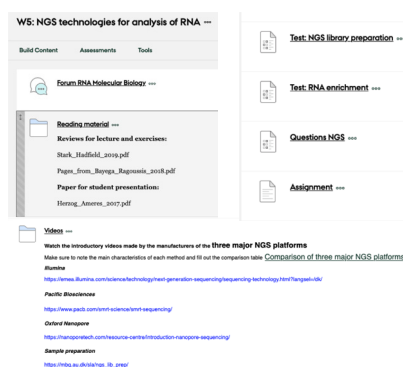 W5: NGS technologies for analysis of RNA
Build Content Assessments Tools
Forum RNA Molecular Biology
Reading material
Reviews for lecture and exercises:
Stark_Hadfield_2019.pdf
Pages_from_Bayega_Ragoussis_2018.pdf
Paper for student presentation:
Herzog_Ameres_2017.pdf
Test: NGS library preparation
Test: RNA enrichment
Questions NGS
Assignment
Videos
Watch the introductory videos made by the manufacturers of the three major NGS platforms
Make sure to note the main characteristics of each method and fill out the comparison table Comparison of three major NGS platforms
Illumina
https://emea.illumina.com/science/technology/next-generation-sequencing/sequencing-technology.html?langsel=/dk/
Pacific Biosciences
https://www.pacb.com/smrt-science/smrt-sequencing/
Oxford Nanopore
https://nanoporetech.com/resource-centre/introduction-nanopore-sequencing/
Sample preparation
https://mbg.au.dk/sia/ngs_lib_prep/